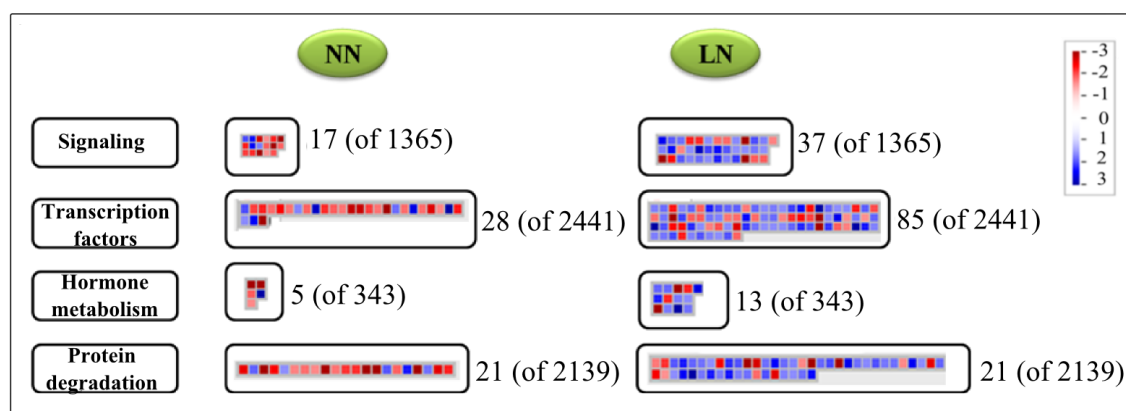 NN
LN
-3
-2
-1
0
1
2
3
Signaling
17 (of 1365)
37 (of 1365)
Transcription
factors
28 (of 2441)
85 (of 2441)
Hormone
metabolism
5 (of 343)
13 (of 343)
Protein
degradation
21 (of 2139)
21 (of 2139)